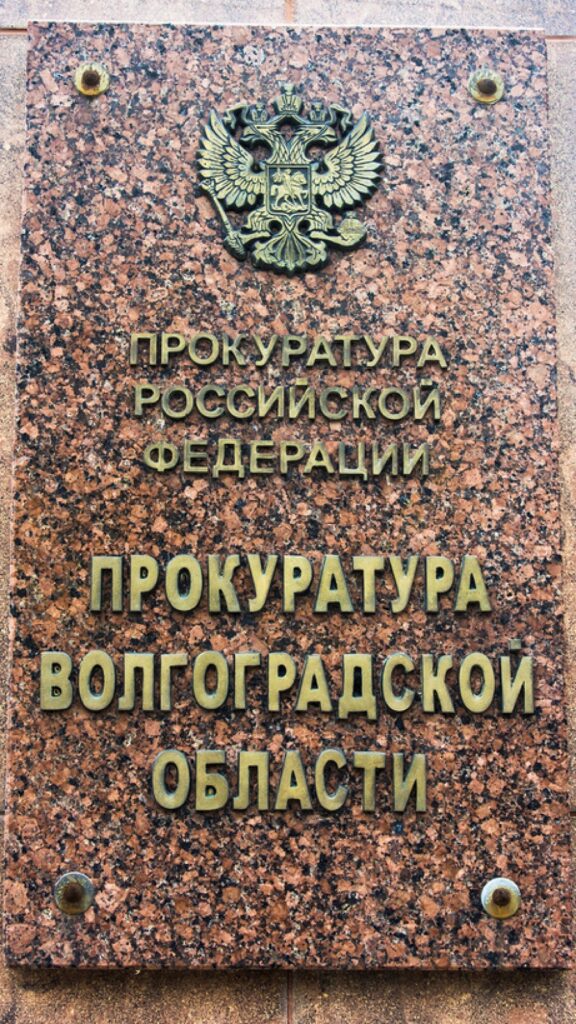 ПРОКУРАТУРА
РОССИЙСКОЙ
ФЕДЕРАЦИИ
ПРОКУРАТУРА
ВОЛГОГРАДСКОЙ
ОБЛАСТИ